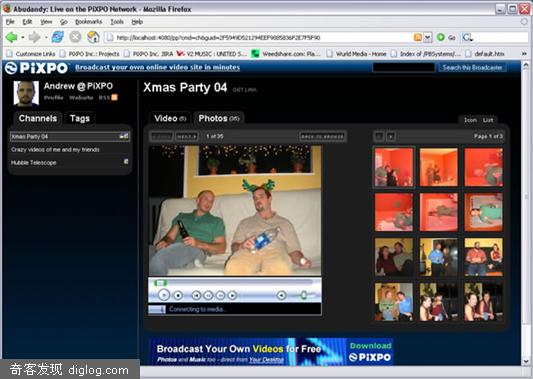 Abudandy: Live on the PiXPO Network - Mozilla Firefox
File Edit View Go Bookmarks Tools Help
http://localhost:4080/pp?cmd=ch&guid=2F5949D521294EEF9885836F2E7F5F90 Go
Customize Links PiXPO Inc.: Projects PiXPO Inc. JIRA V2 MUSIC : UNITED S... Weedshare.com: Play... World Media - Home Index of /PBSystems/... default.htm
PiXPO Broadcast your own online video site in minutes Search this Broadcaster
Andrew @ PiXPO
Profile Website RSS
Xmas Party 04 GET LINK
Channels Tags
Video (5) Photos (35)
Icon List
Xmas Party 04
Crazy videos of me and my friends
Hubble Telescope
NEXT 1 of 35 BACK TO BROWSE
Page 1 of 3
Connecting to media...
Broadcast Your Own Videos for Free
Photos and Music too - direct from Your Desktop
Download
PiXPO
奇客发现 diglog.com